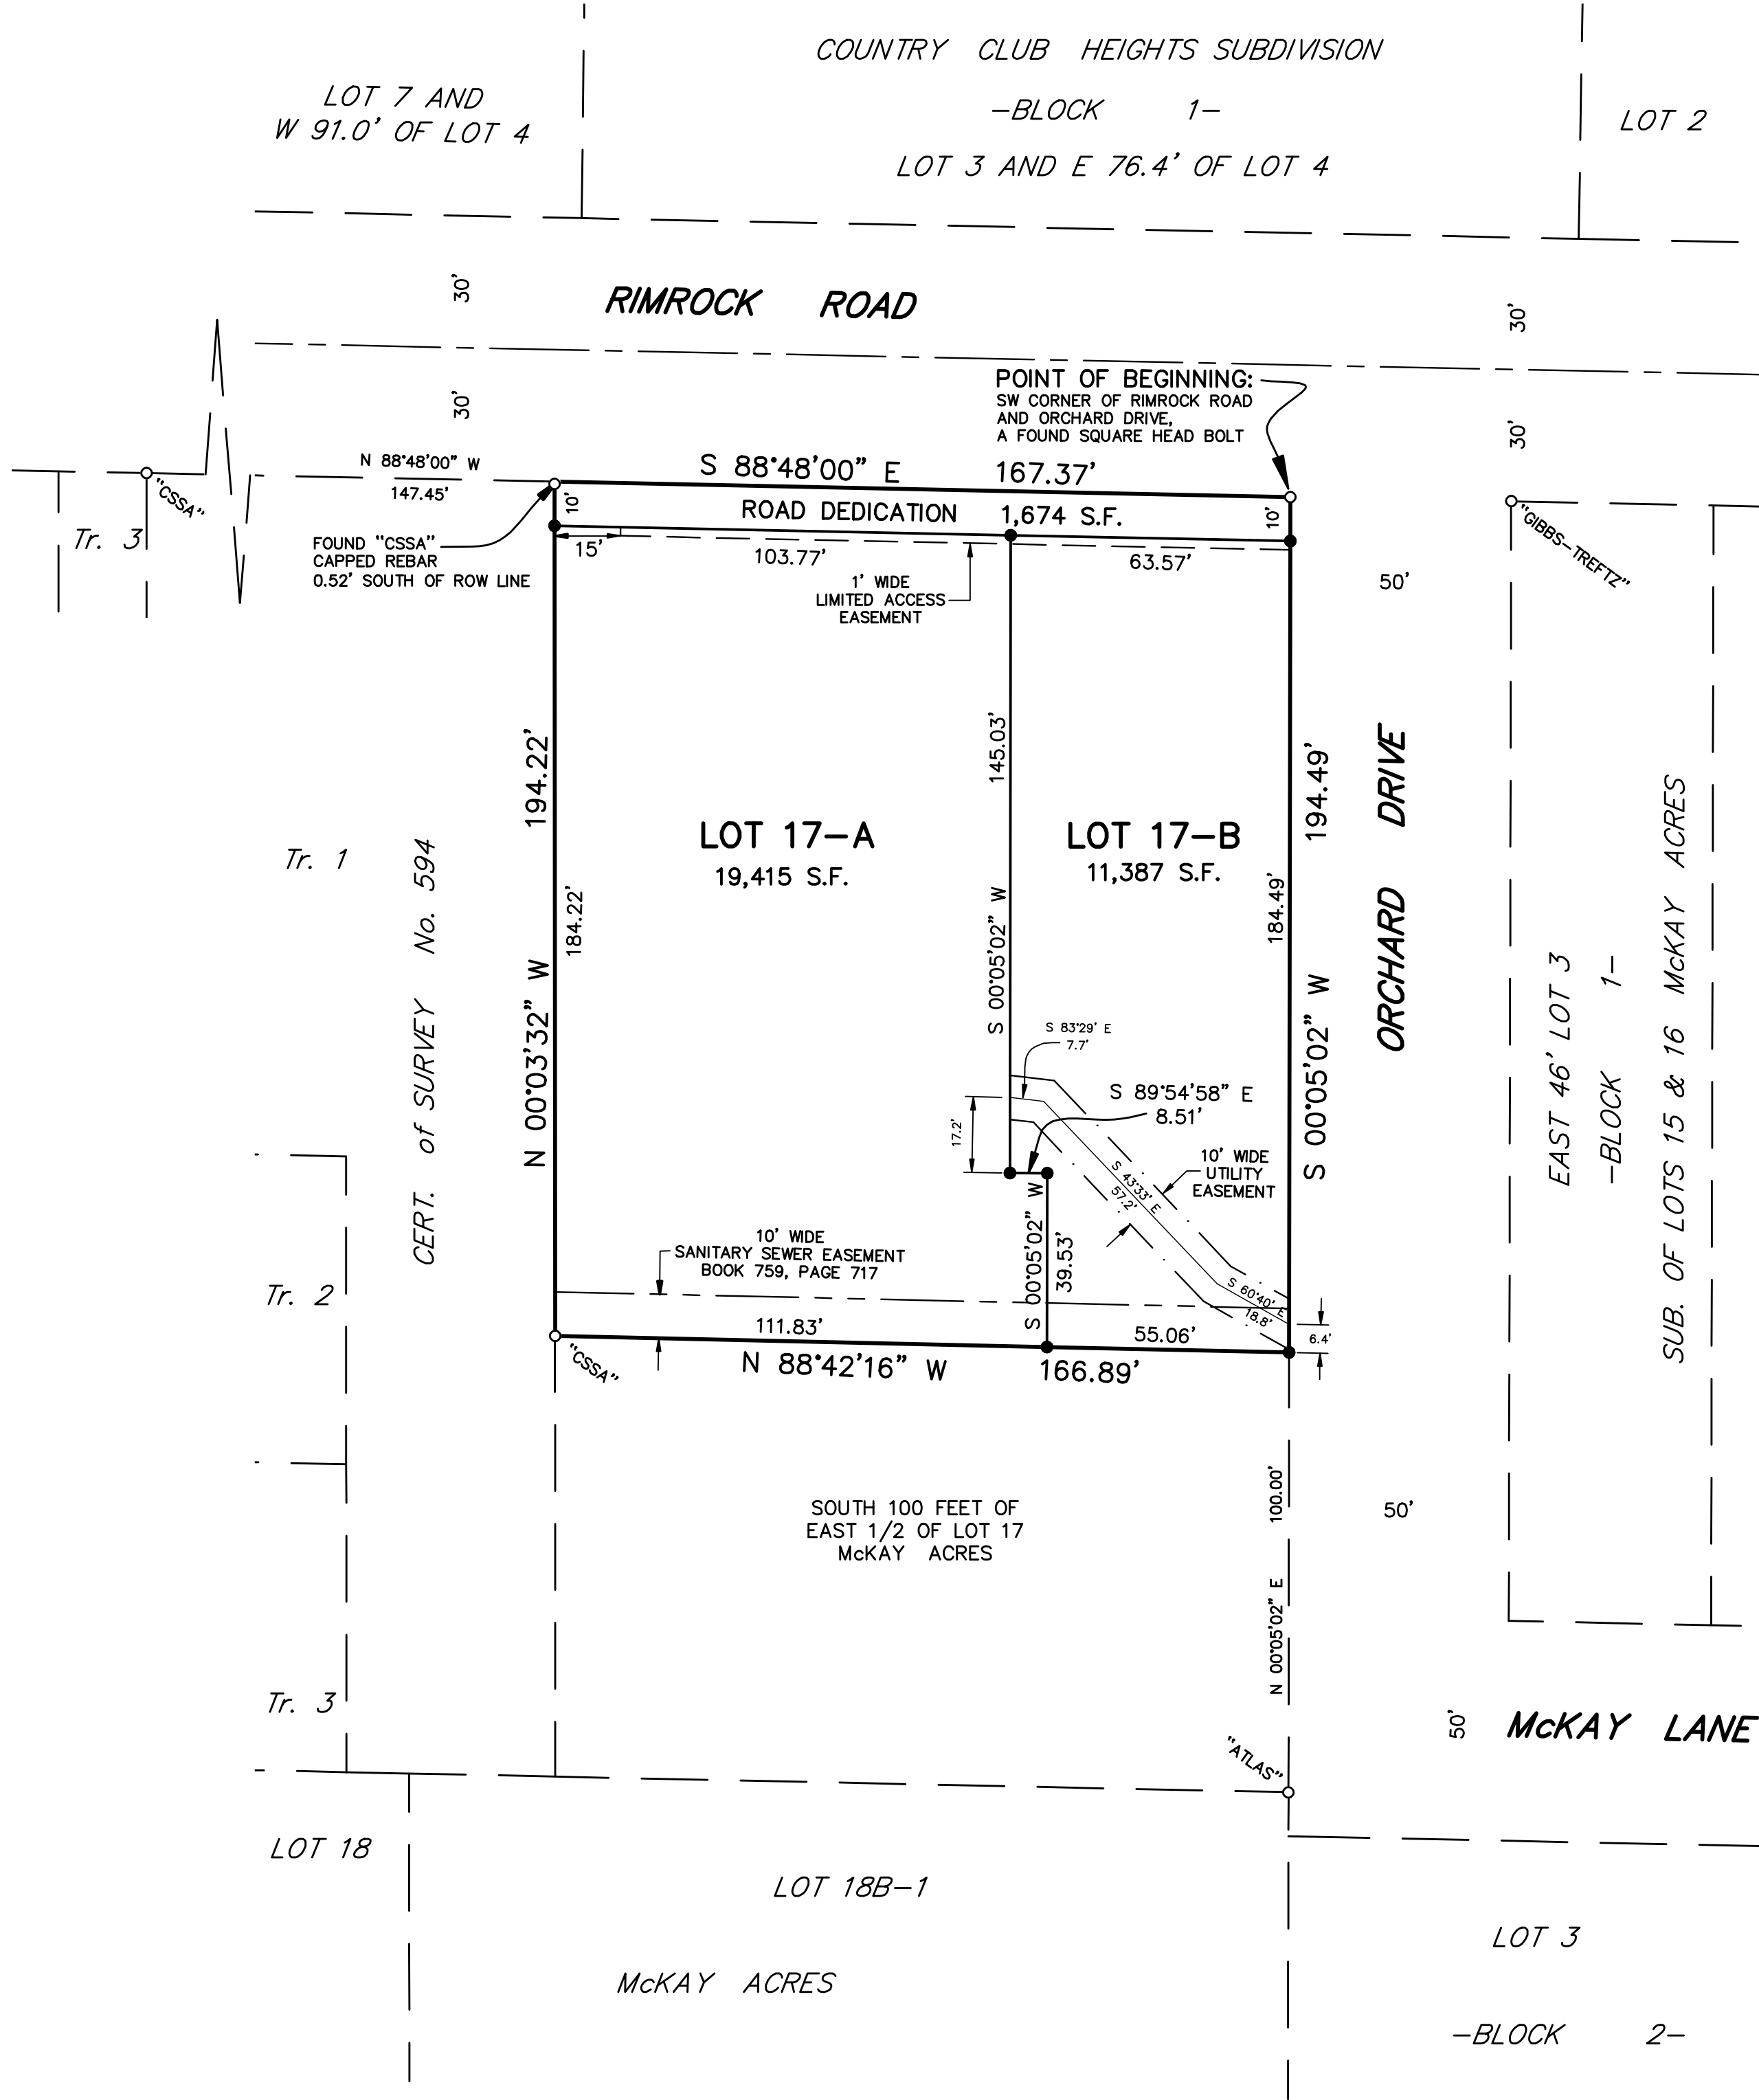 COUNTRY CLUB HEIGHTS SUBDIVISION
-BLOCK 1-
LOT 3 AND E 76.4' OF LOT 4
LOT 7 AND
W 91.0' OF LOT 4
LOT 2
30'
RIMROCK ROAD
30'
30'
30'
POINT OF BEGINNING:
SW CORNER OF RIMROCK ROAD
AND ORCHARD DRIVE,
A FOUND SQUARE HEAD BOLT
N 88°48'00" W
147.45'
S 88°48'00" E 167.37'
"CSSA"
Tr. 3
FOUND "CSSA"
CAPPED REBAR
0.52' SOUTH OF ROW LINE
10'
ROAD DEDICATION 1,674 S.F.
10'
15'
103.77'
63.57'
1' WIDE
LIMITED ACCESS
EASEMENT
50'
"GIBBS-TREFTZ"
194.22'
N 00°03'32" W
184.22'
LOT 17-A
19,415 S.F.
145.03'
S 00°05'02" W
LOT 17-B
11,387 S.F.
184.49'
194.49'
S 00°05'02" W
ORCHARD DRIVE
Tr. 1
CERT. of SURVEY No. 594
EAST 46' LOT 3
-BLOCK 1-
SUB. OF LOTS 15 & 16 McKAY ACRES
S 83°29' E
7.7'
S 89°54'58" E
8.51'
17.2'
10' WIDE
UTILITY
EASEMENT
S 43°33' E
57.2'
S 00°05'02" W
39.53'
10' WIDE
SANITARY SEWER EASEMENT
BOOK 759, PAGE 717
S 60°40' E
18.8'
6.4'
Tr. 2
111.83'
55.06'
"CSSA"
N 88°42'16" W 166.89'
SOUTH 100 FEET OF
EAST 1/2 OF LOT 17
McKAY ACRES
100.00'
N 00°05'02" E
50'
Tr. 3
50'
McKAY LANE
"ATLAS"
LOT 18
LOT 18B-1
McKAY ACRES
LOT 3
-BLOCK 2-